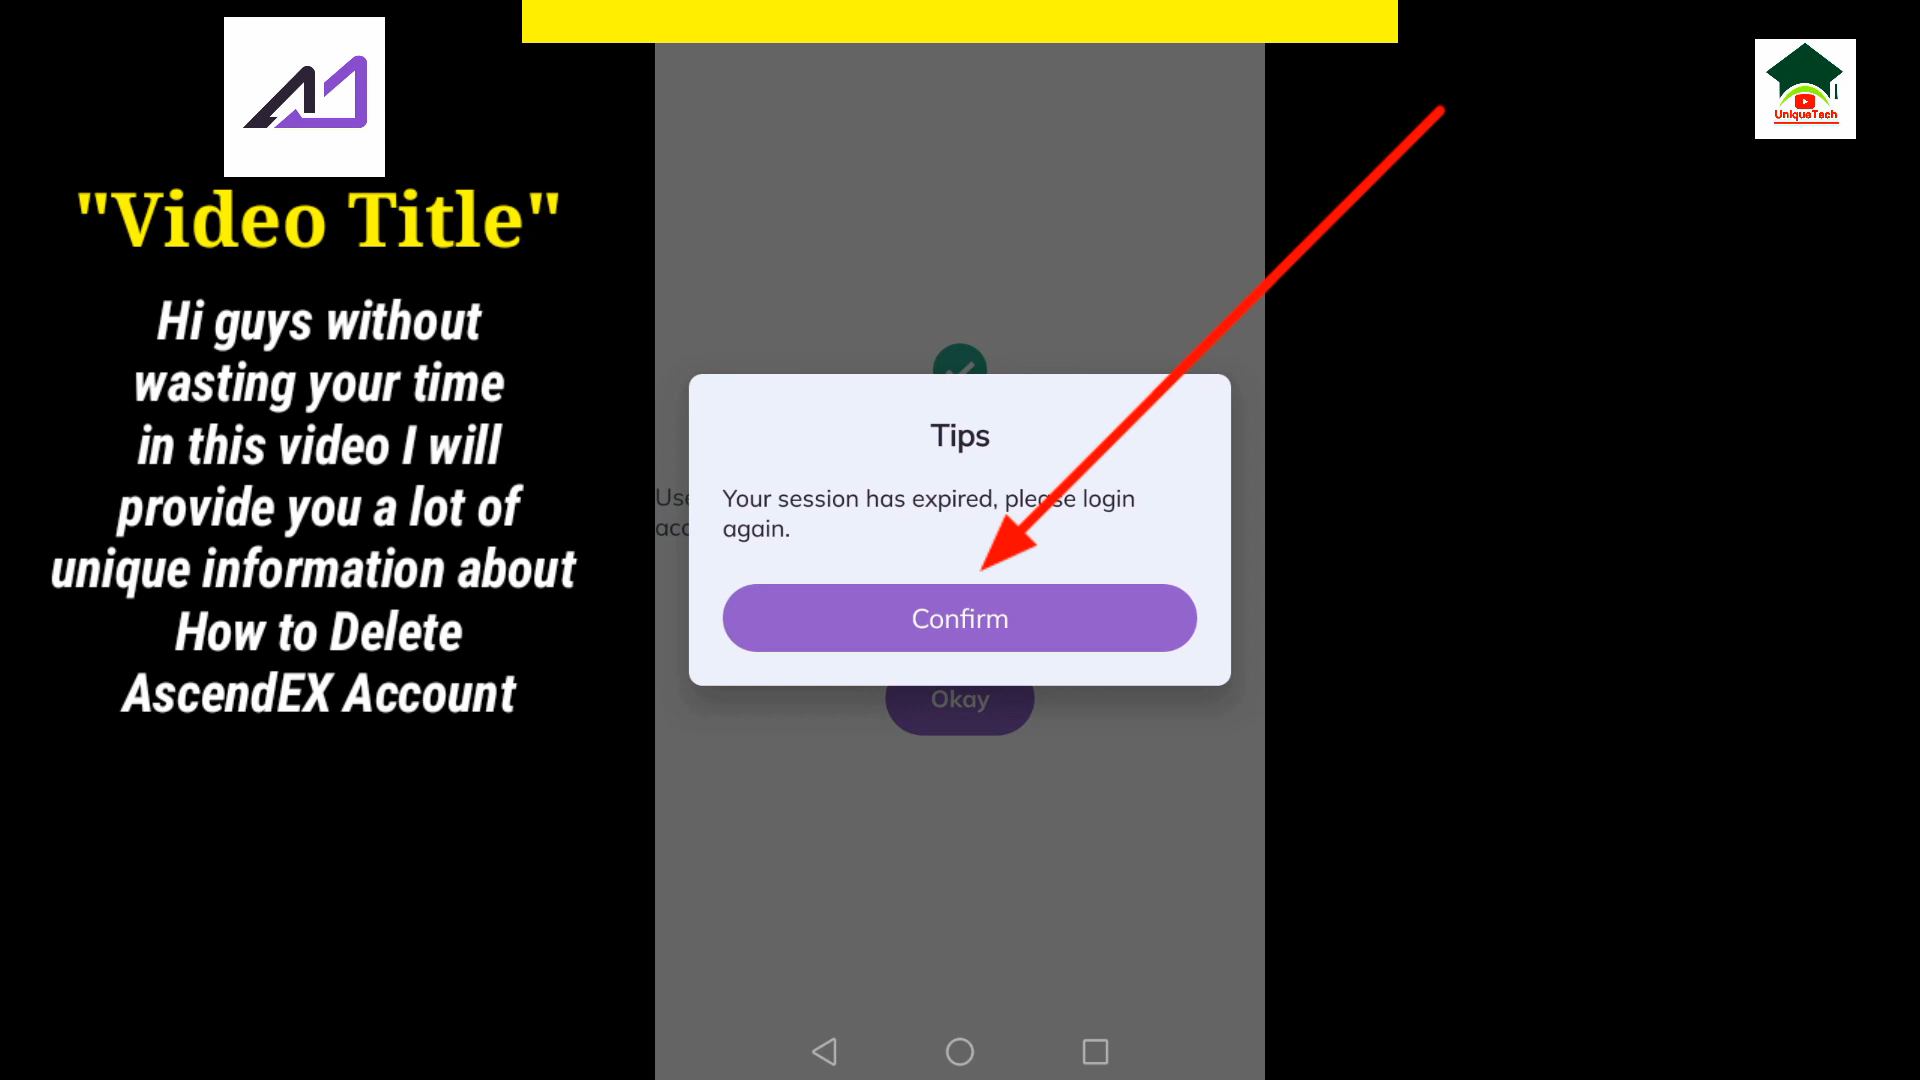 "Video Title"
Hi guys without
wasting your time
in this video I will
provide you a lot of
unique information about
How to Delete
AscendEX Account
Tips
Your session has expired, please login
again.
Confirm
Okay
UniqueTech